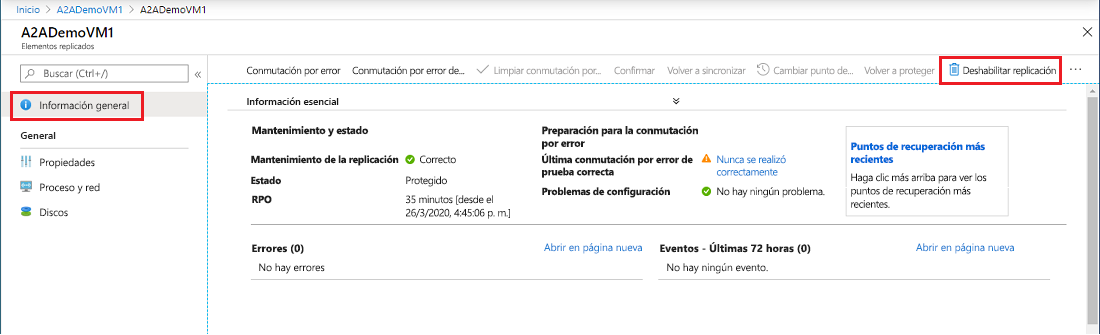 Inicio > A2ADemoVM1 > A2ADemoVM1
A2ADemoVM1
Elementos replicados
Buscar (Ctrl+/)
«
Conmutación por error
Conmutación por error de...
Limpiar conmutación por...
Confirmar
Volver a sincronizar
Cambiar punto de...
Volver a proteger
Deshabilitar replicación
...
Información general
General
Propiedades
Proceso y red
Discos
Información esencial
Mantenimiento y estado
Mantenimiento de la replicación
Correcto
Estado
Protegido
RPO
35 minutos [desde el
26/3/2020, 4:45:06 p. m.]
Preparación para la conmutación
por error
Última conmutación por error de
prueba correcta
Nunca se realizó
correctamente
Problemas de configuración
No hay ningún problema.
Puntos de recuperación más
recientes
Haga clic más arriba para ver los
puntos de recuperación más
recientes.
Errores (0)
Abrir en página nueva
No hay errores
Eventos - Últimas 72 horas (0)
Abrir en página nueva
No hay ningún evento.